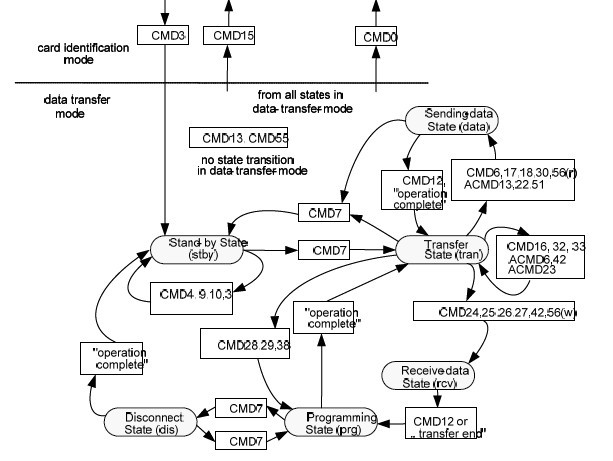 CMD3
CMD15
CMD0
card identification
mode
data transfer
mode
from all states in
data-transfer-mode
CMD13, CMD55
no state transition
in data-transfer-mode
Sending-data
State (data)
CMD12,
"operation
complete"
CMD6,17,18,30,56(r)
ACMD13,22,51
CMD7
Stand-by State
(stby)
CMD7
Transfer
State (tran)
CMD16, 32, 33
ACMD6,42
ACMD23
CMD4, 9,10,3
"operation
complete"
CMD28,29,38
"operation
complete"
CMD24,25,26,27,42,56(w)
Receive-data
State (rcv)
Disconnect
State (dis)
CMD7
CMD7
Programming
State (prg)
CMD12 or
„ transfer end"